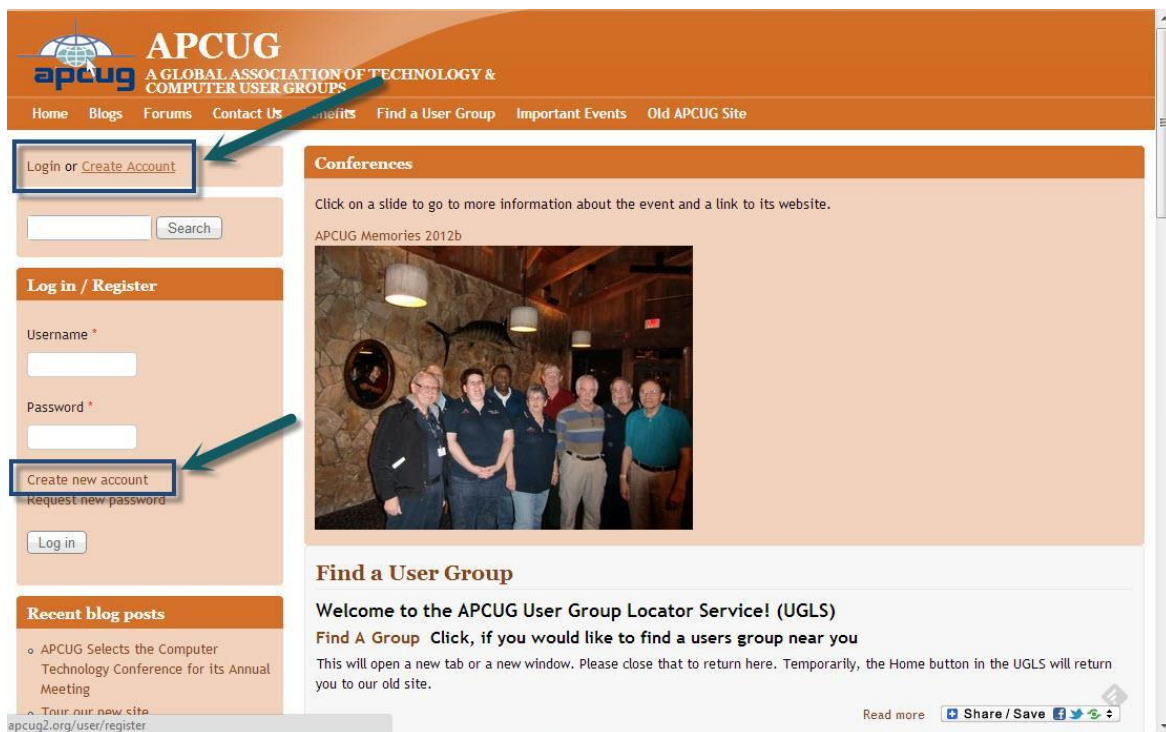 apcug
APCUG
A GLOBAL ASSOCIATION OF TECHNOLOGY &
COMPUTER USER GROUPS
Home Blogs Forums Contact Us Benefits Find a User Group Important Events Old APCUG Site
Login or Create Account
Search
Log in / Register
Username *
Password *
Create new account
Request new password
Log in
Recent blog posts
APCUG Selects the Computer
Technology Conference for its Annual
Meeting
Tour our new site
apcug2.org/user/register
Conferences
Click on a slide to go to more information about the event and a link to its website.
APCUG Memories 2012b
Find a User Group
Welcome to the APCUG User Group Locator Service! (UGLS)
Find A Group Click, if you would like to find a users group near you
This will open a new tab or a new window. Please close that to return here. Temporarily, the Home button in the UGLS will return
you to our old site.
Read more Share / Save